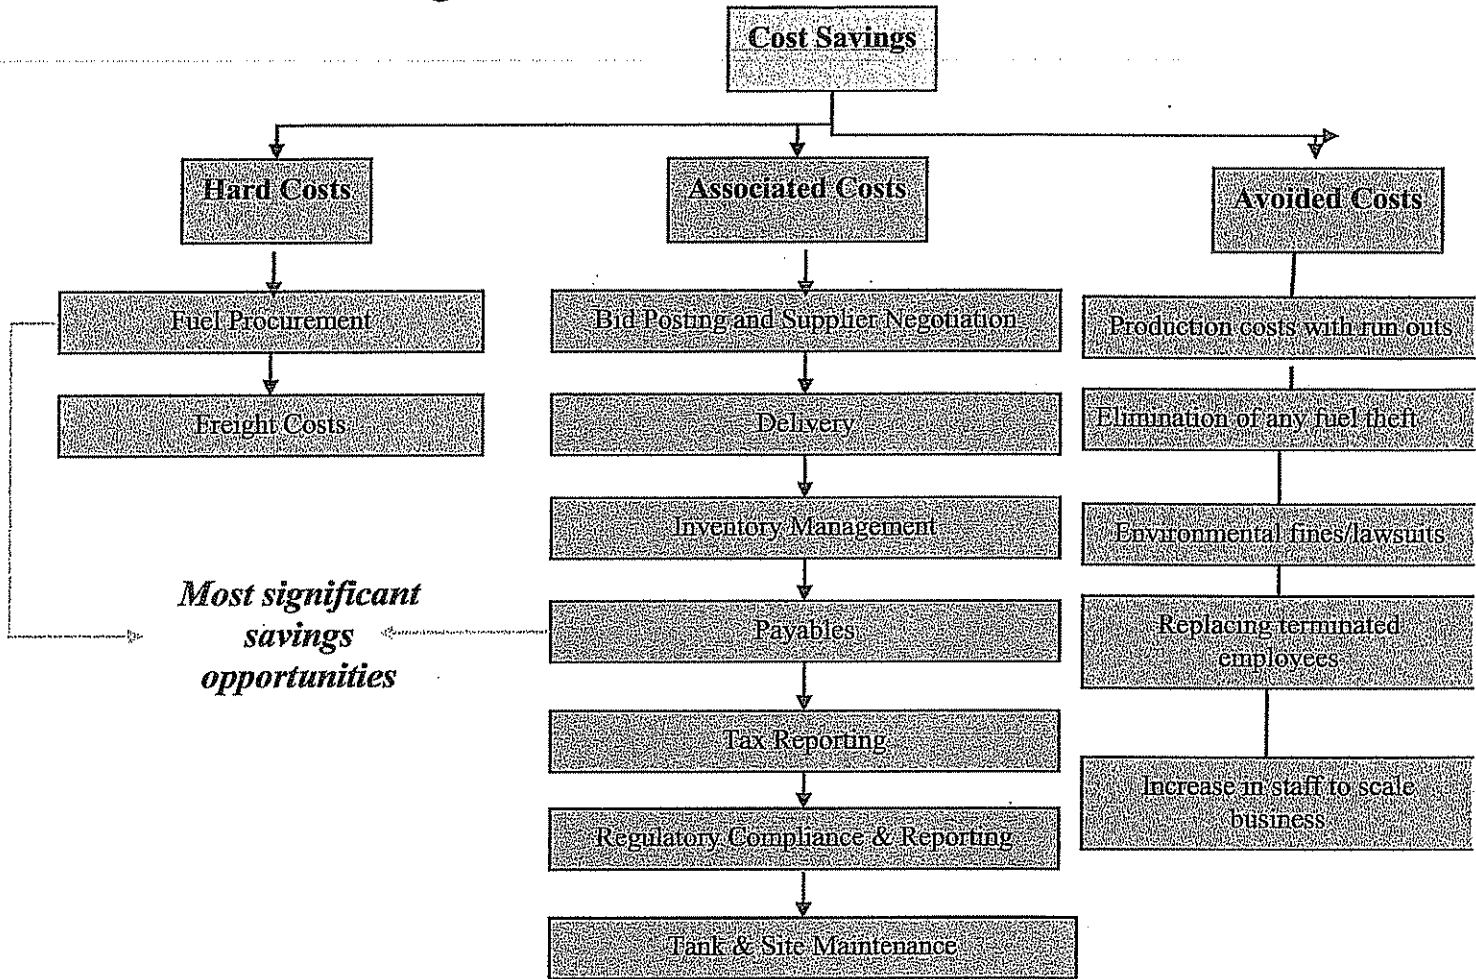 Cost Savings
Hard Costs
Associated Costs
Avoided Costs
Fuel Procurement
Freight Costs
Bid Posting and Supplier Negotiation
Delivery
Inventory Management
Payables
Tax Reporting
Regulatory Compliance & Reporting
Tank & Site Maintenance
Production costs with run outs
Elimination of any fuel theft
Environmental fines/lawsuits
Replacing terminated
employees
Increase in staff to scale
business
Most significant
savings
opportunities